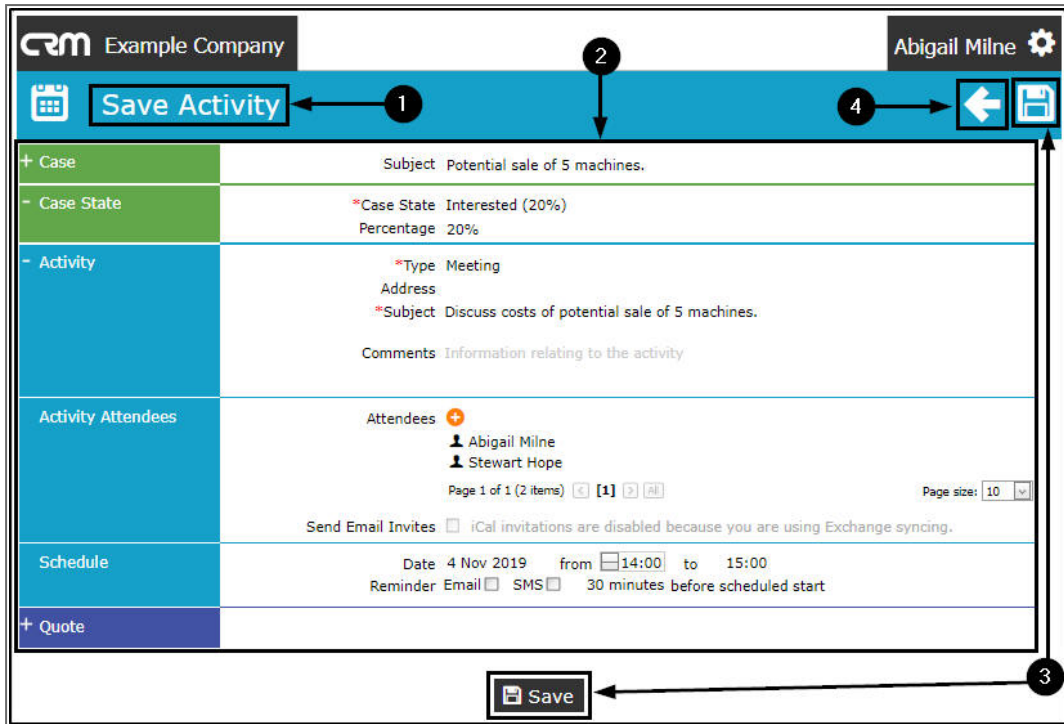 CRM Example Company
Abigail Milne
2
Save Activity
1
4
+ Case
Subject Potential sale of 5 machines.
- Case State
*Case State Interested (20%)
Percentage 20%
- Activity
*Type Meeting
Address
*Subject Discuss costs of potential sale of 5 machines.
Comments Information relating to the activity
Activity Attendees
Attendees
Abigail Milne
Stewart Hope
Page 1 of 1 (2 items) < [1] > All
Page size: 10
Send Email Invites iCal invitations are disabled because you are using Exchange syncing.
Schedule
Date 4 Nov 2019 from 14:00 to 15:00
Reminder Email SMS 30 minutes before scheduled start
+ Quote
3
Save